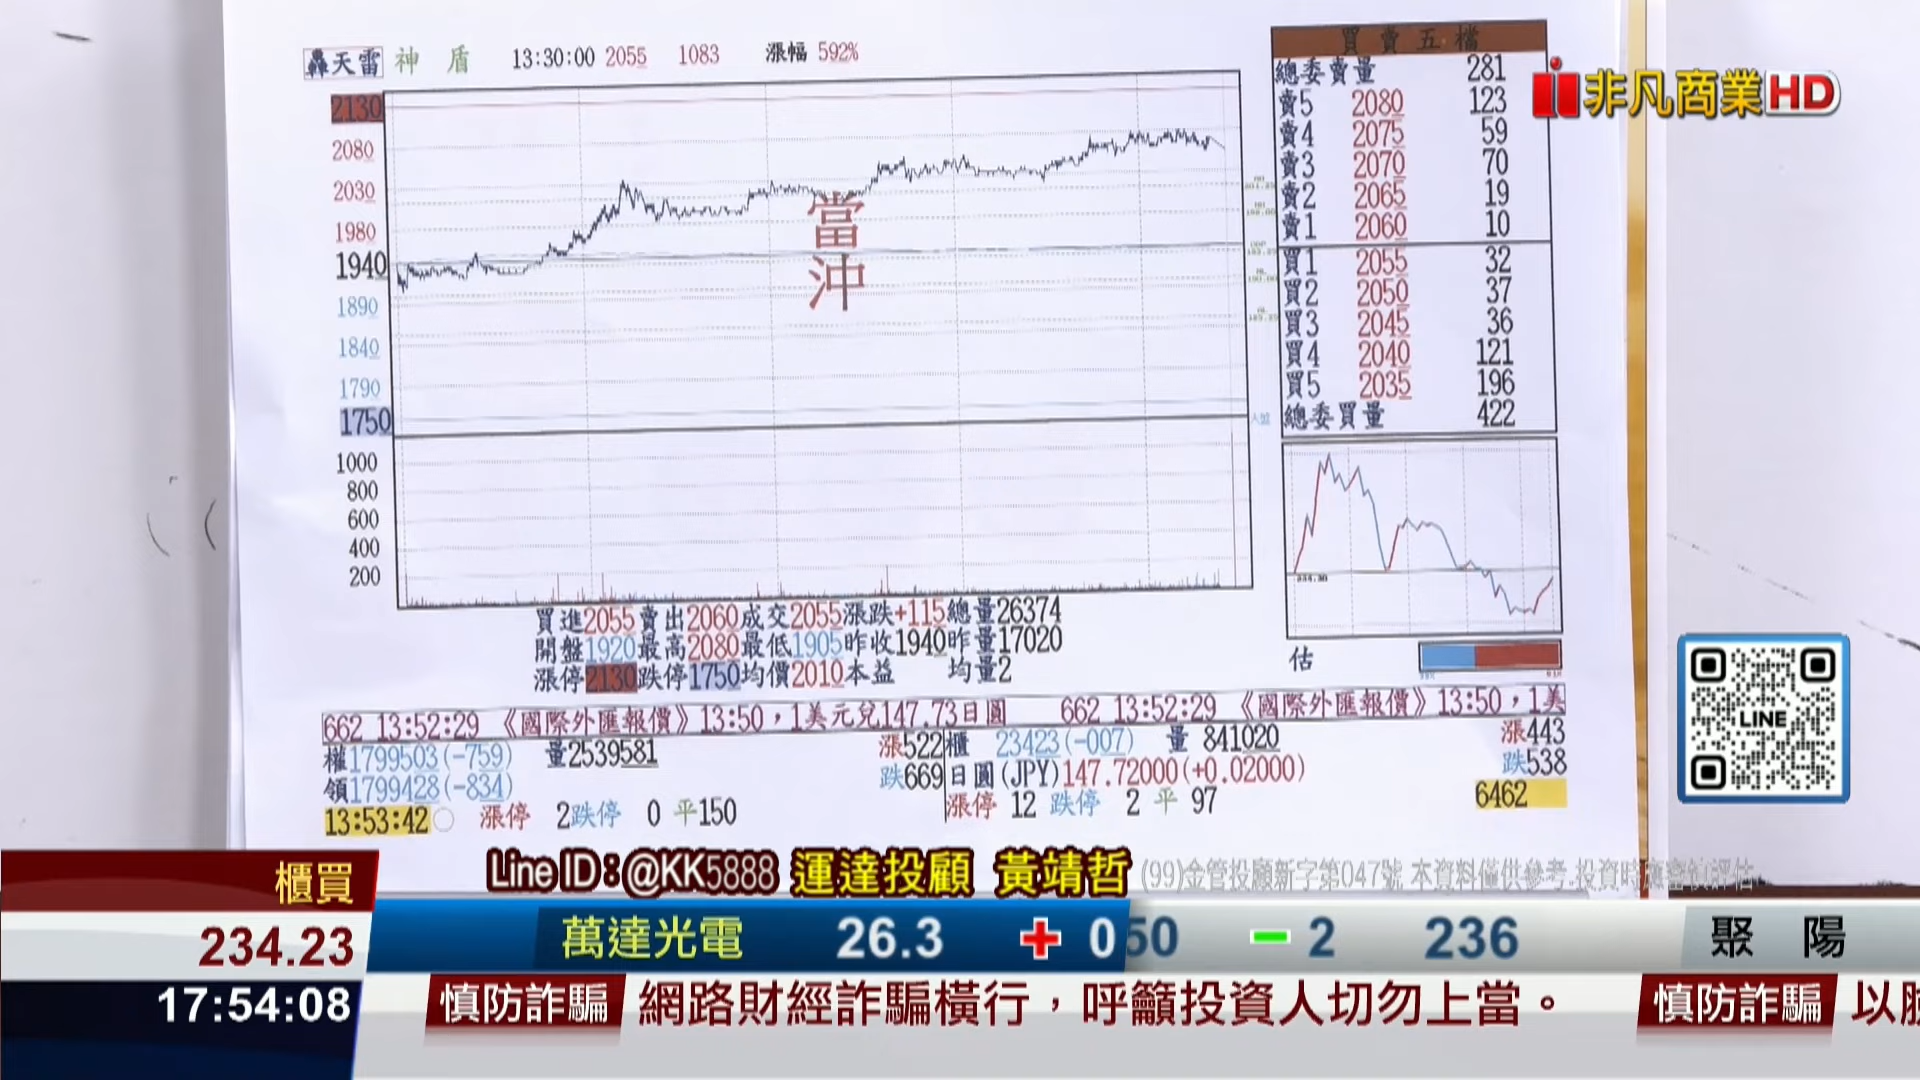 轟天雷 神盾 13:30:00 2055 1083 漲幅 592%
2130
2080
2030
1980
1940
1890
1840
1790
1750
1000
800
600
400
200
當
沖
買賣五檔
總委賣量 281
賣5 2080 123
賣4 2075 59
賣3 2070 70
賣2 2065 19
賣1 2060 10
買1 2055 32
買2 2050 37
買3 2045 36
買4 2040 121
買5 2035 196
總委買量 422
非凡商業HD
234.30
估
買進2055賣出2060成交2055漲跌+115總量26374
開盤1920最高2080最低1905昨收1940昨量17020
漲停2130跌停1750均價2010本益 均量2
662 13:52:29 《國際外匯報價》13:50，1美元兌147.73日圓 662 13:52:29 《國際外匯報價》13:50，1美
權1799503(-759) 量2539581 漲522 櫃 23423(-007) 量 841020 漲443
領1799428(-834) 跌669 日圓(JPY)147.72000(+0.02000) 跌538
13:53:42 漲停 2跌停 0 平150 漲停 12 跌停 2 平 97 6462
LINE
Line ID：@KK5888 運達投顧 黃靖哲 (99)金管投顧新字第047號 本資料僅供參考.投資時應審慎評估
櫃買
234.23
17:54:08
萬達光電 26.3 + 0 50 - 2 236 聚陽
慎防詐騙 網路財經詐騙橫行，呼籲投資人切勿上當。 慎防詐騙 以